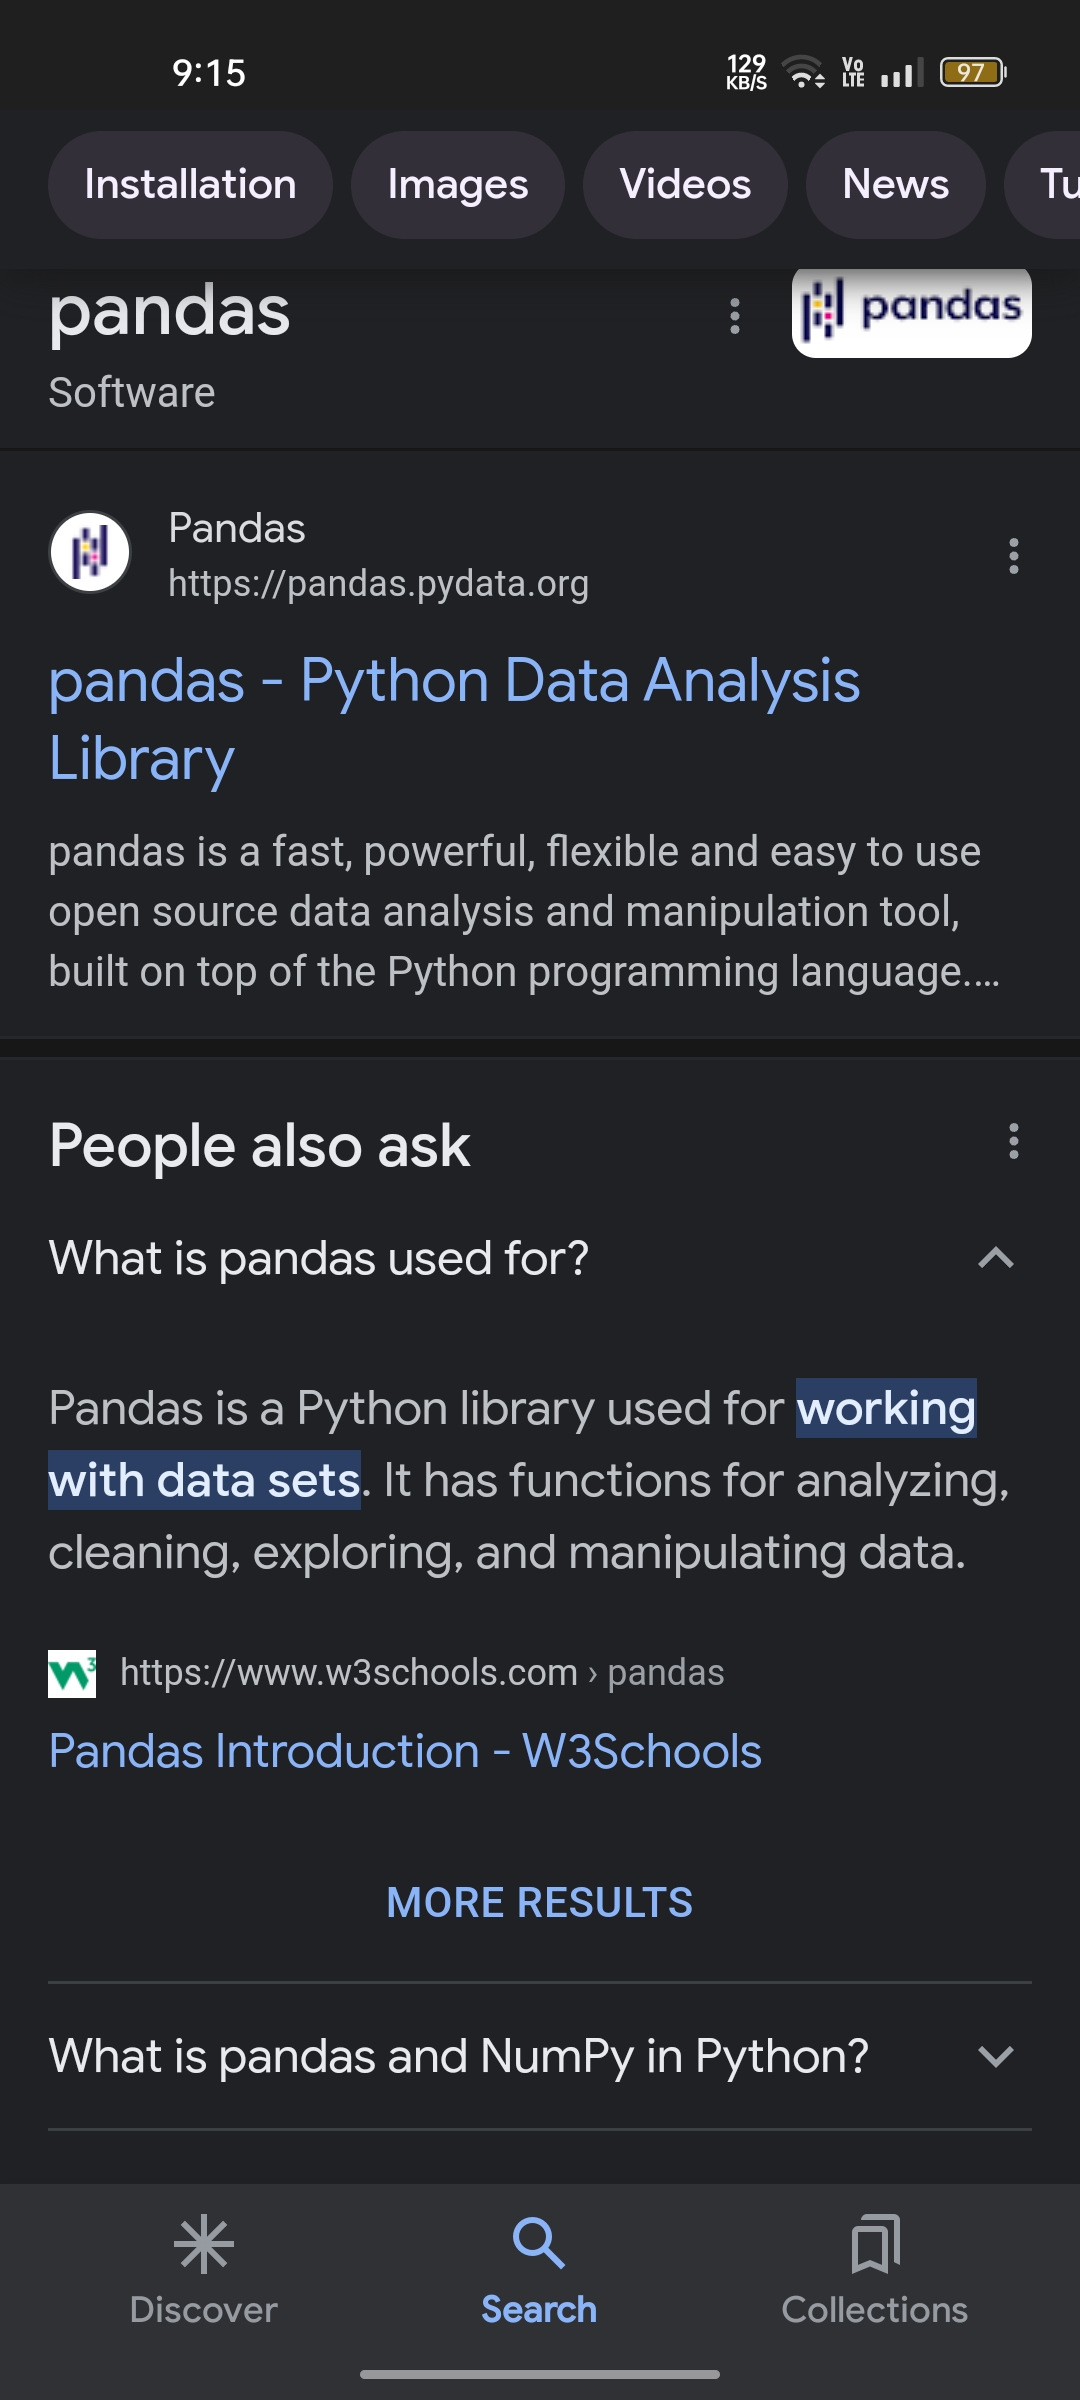 9:15
129
KB/S
Vo
LTE
97
Installation
Images
Videos
News
Tu
pandas
pandas
Software
Pandas
https://pandas.pydata.org
pandas - Python Data Analysis
Library
pandas is a fast, powerful, flexible and easy to use
open source data analysis and manipulation tool,
built on top of the Python programming language....
People also ask
What is pandas used for?
Pandas is a Python library used for working
with data sets. It has functions for analyzing,
cleaning, exploring, and manipulating data.
W3
https://www.w3schools.com › pandas
Pandas Introduction - W3Schools
MORE RESULTS
What is pandas and NumPy in Python?
Discover
Search
Collections